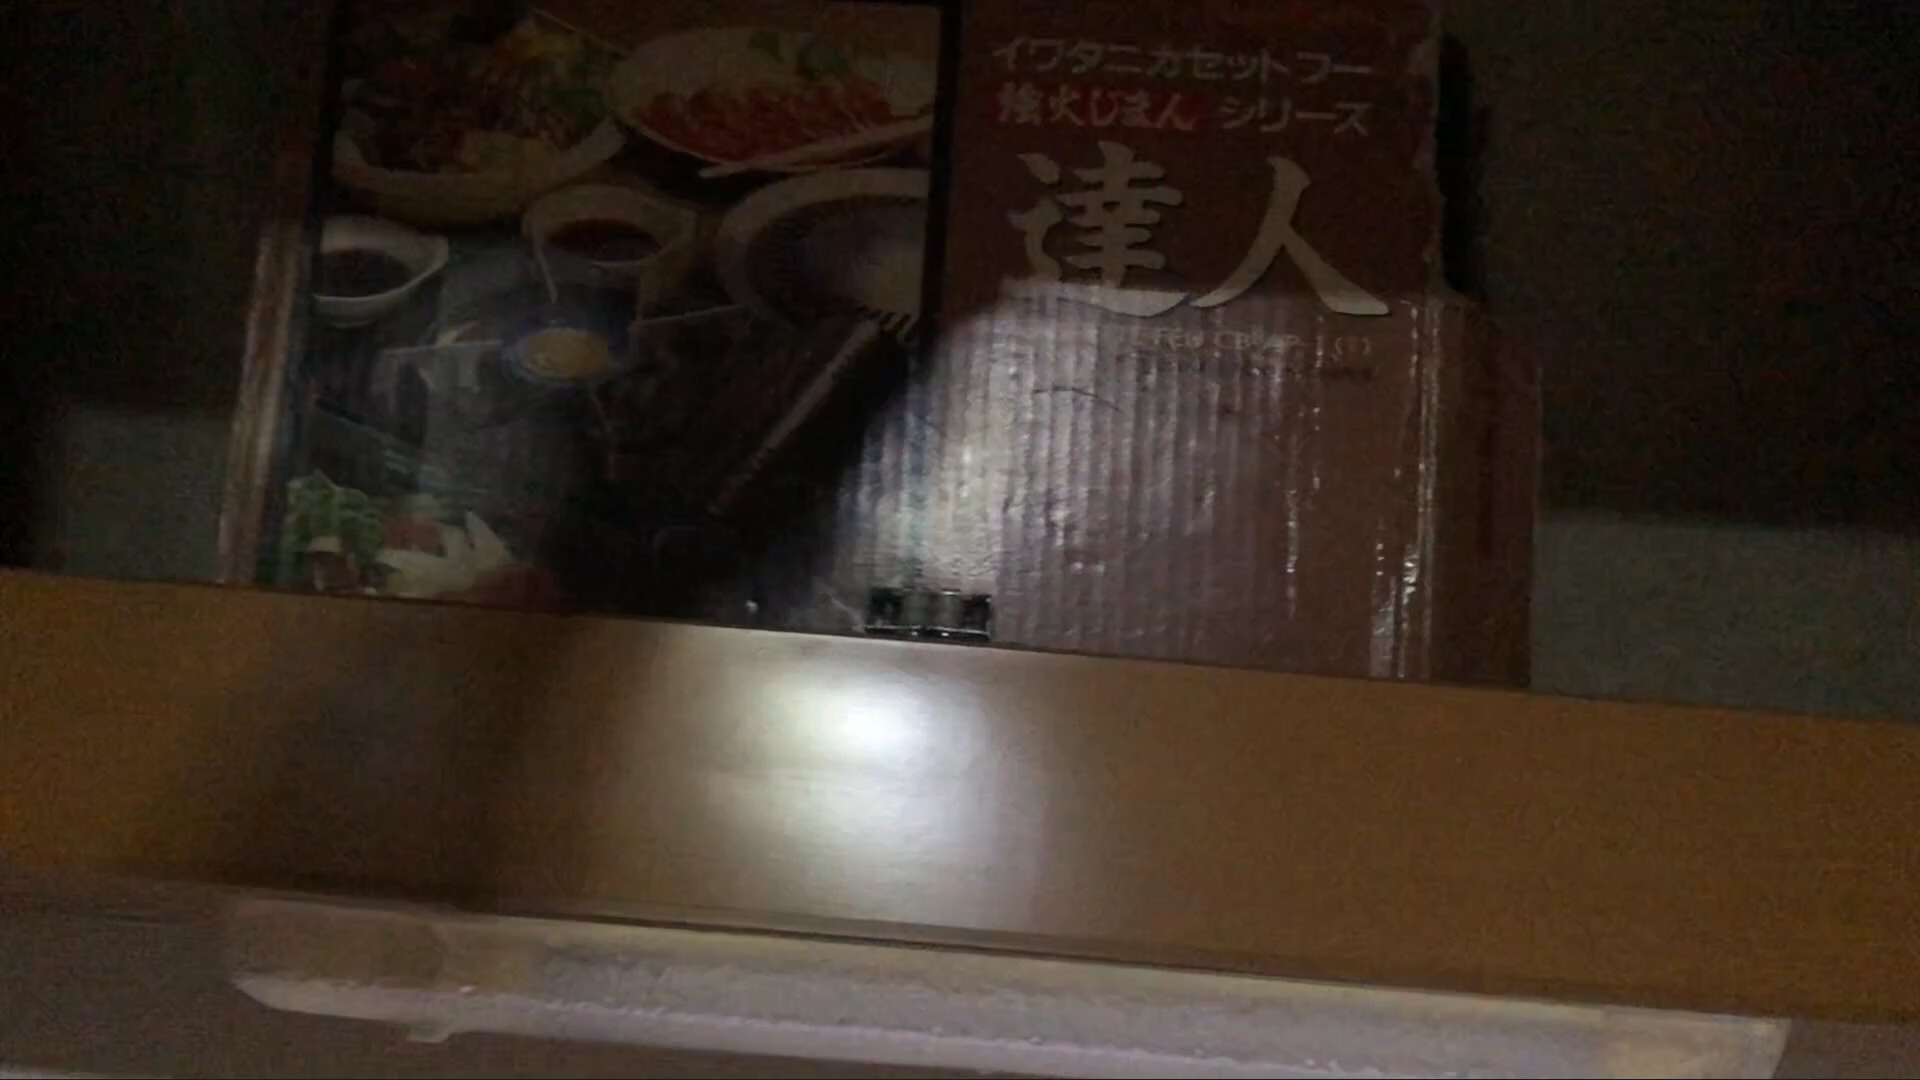 イワタニカセットフー
炎火じまん シリーズ
達人